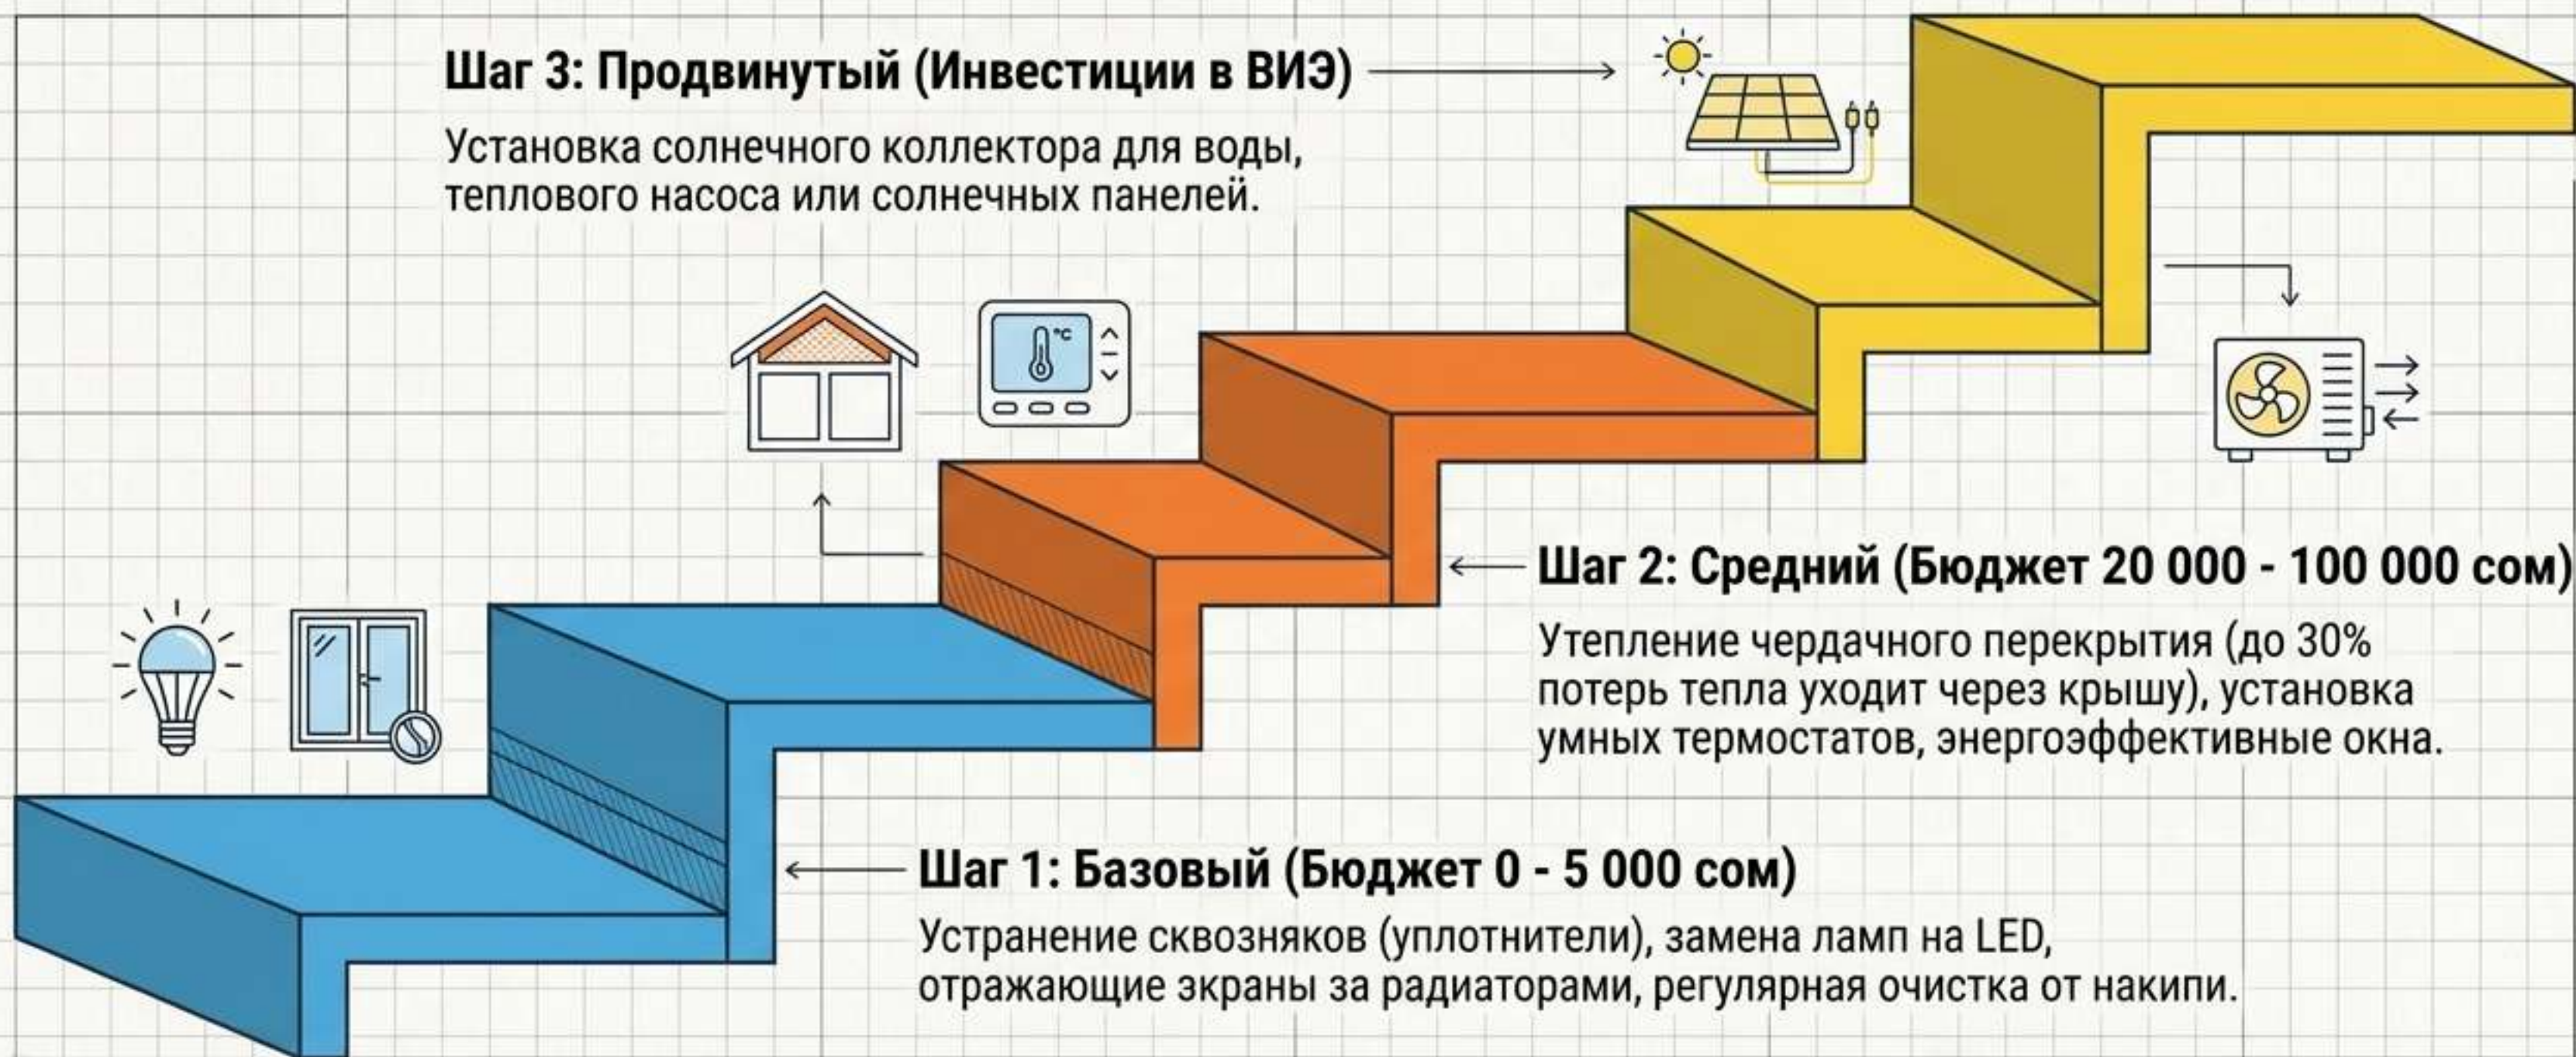 Шаг 3: Продвинутый (Инвестиции в ВИЭ)
Установка солнечного коллектора для воды,
теплового насоса или солнечных панелей.
°C
Шаг 2: Средний (Бюджет 20 000 - 100 000 сом)
Утепление чердачного перекрытия (до 30%
потерь тепла уходит через крышу), установка
умных термостатов, энергоэффективные окна.
Шаг 1: Базовый (Бюджет 0 - 5 000 сом)
Устранение сквозняков (уплотнители), замена ламп на LED,
отражающие экраны за радиаторами, регулярная очистка от накипи.